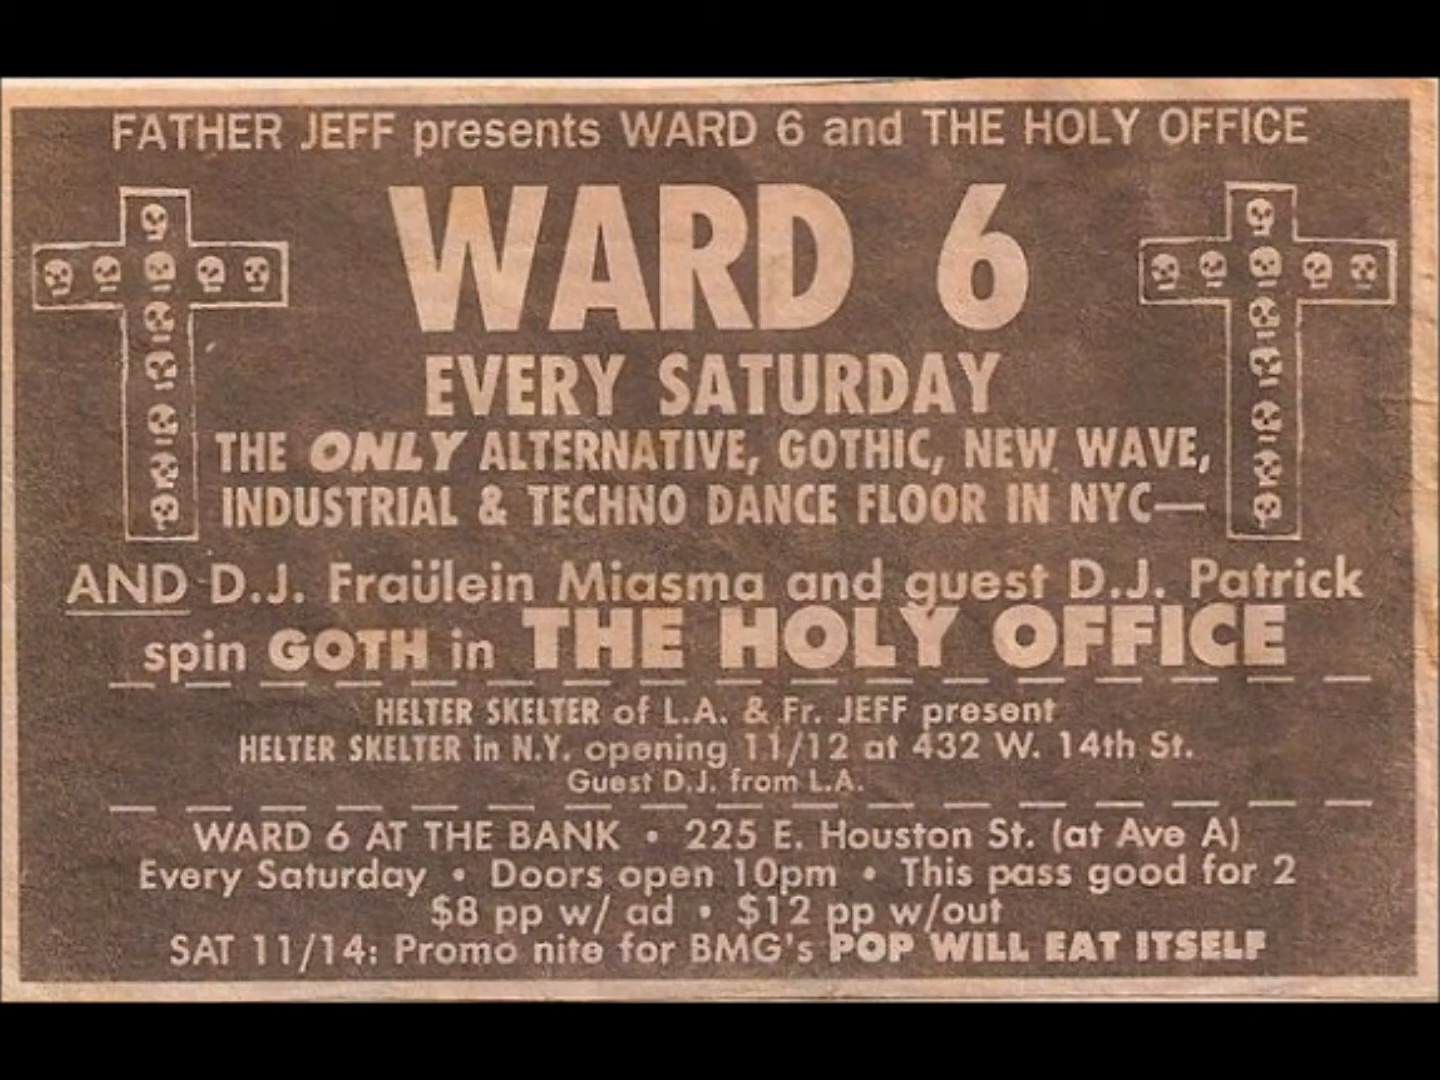 FATHER JEFF presents WARD 6 and THE HOLY OFFICE
WARD 6
EVERY SATURDAY
THE ONLY ALTERNATIVE, GOTHIC, NEW WAVE,
INDUSTRIAL & TECHNO DANCE FLOOR IN NYC—
AND D.J. Fraülein Miasma and guest D.J. Patrick
spin GOTH in THE HOLY OFFICE
HELTER SKELTER of L.A. & Fr. JEFF present
HELTER SKELTER in N.Y. opening 11/12 at 432 W. 14th St.
Guest D.J. from L.A.
WARD 6 AT THE BANK • 225 E. Houston St. (at Ave A)
Every Saturday • Doors open 10pm • This pass good for 2
$8 pp w/ ad • $12 pp w/out
SAT 11/14: Promo nite for BMG's POP WILL EAT ITSELF